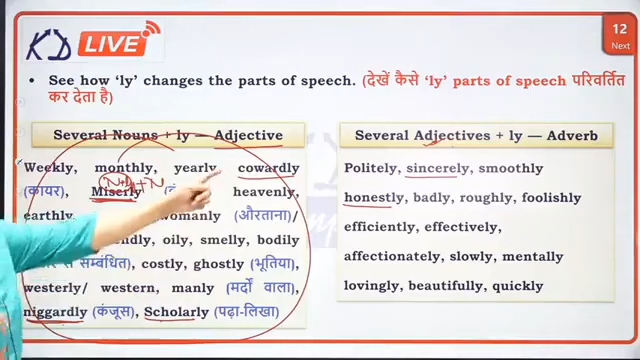 KD LIVE
12
Next
• See how 'ly' changes the parts of speech. (देखें कैसे 'ly' parts of speech परिवर्तित
कर देता है)
Several Nouns + ly — Adjective
Weekly, monthly, yearly, cowardly
(कायर), Miserly heavenly,
N+ly+N
earthly, womanly (औरताना)/
oily, smelly, bodily
से सम्बंधित), costly, ghostly (भूतिया),
westerly/ western, manly (मर्दों वाला),
niggardly (कंजूस), Scholarly (पढ़ा-लिखा)
Several Adjectives + ly — Adverb
Politely, sincerely, smoothly
honestly, badly, roughly, foolishly
efficiently, effectively,
affectionately, slowly, mentally
lovingly, beautifully, quickly